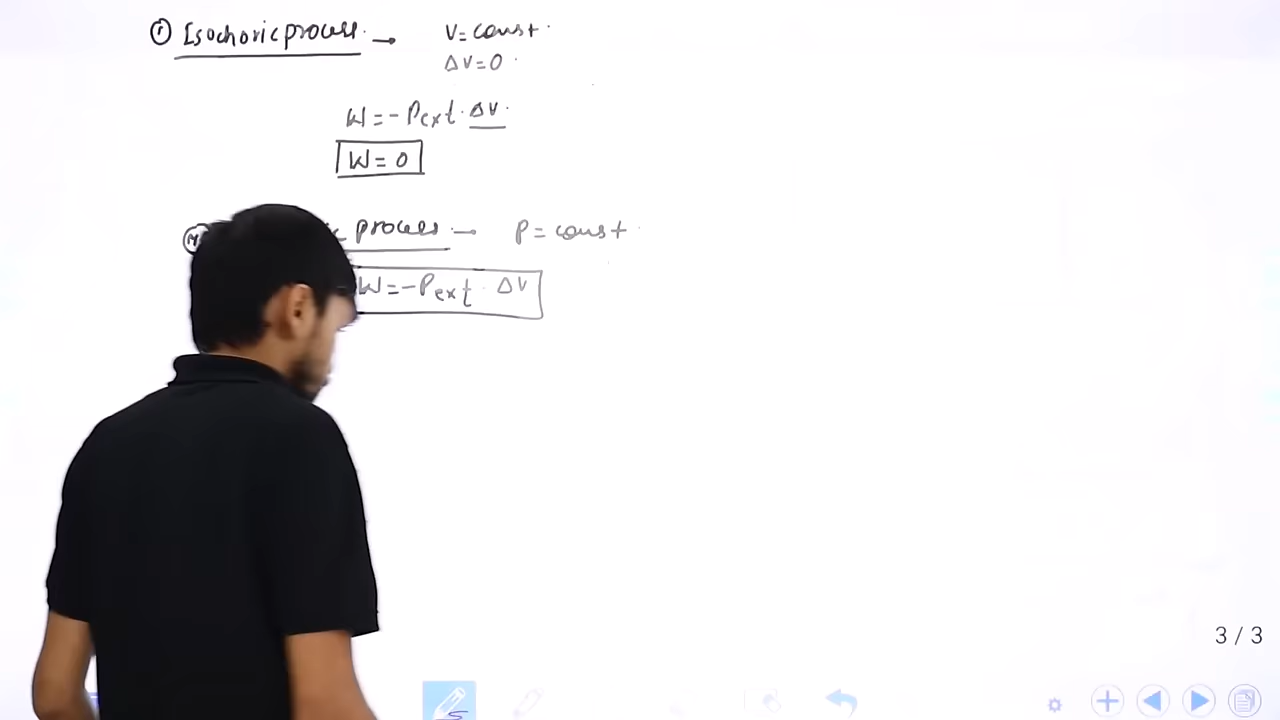 ① Isochoric process. → V = const.
ΔV = 0.
W = -Pext. ΔV.
W = 0
process → P = const.
W = -Pext. ΔV
3 / 3